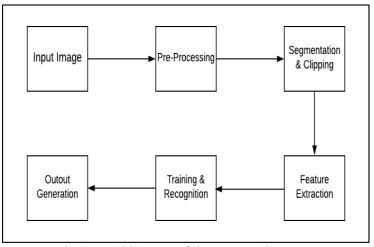 Input Image
Pre-Processing
Segmentation
& Clipping
Feature
Extraction
Training &
Recognition
Outout
Generation